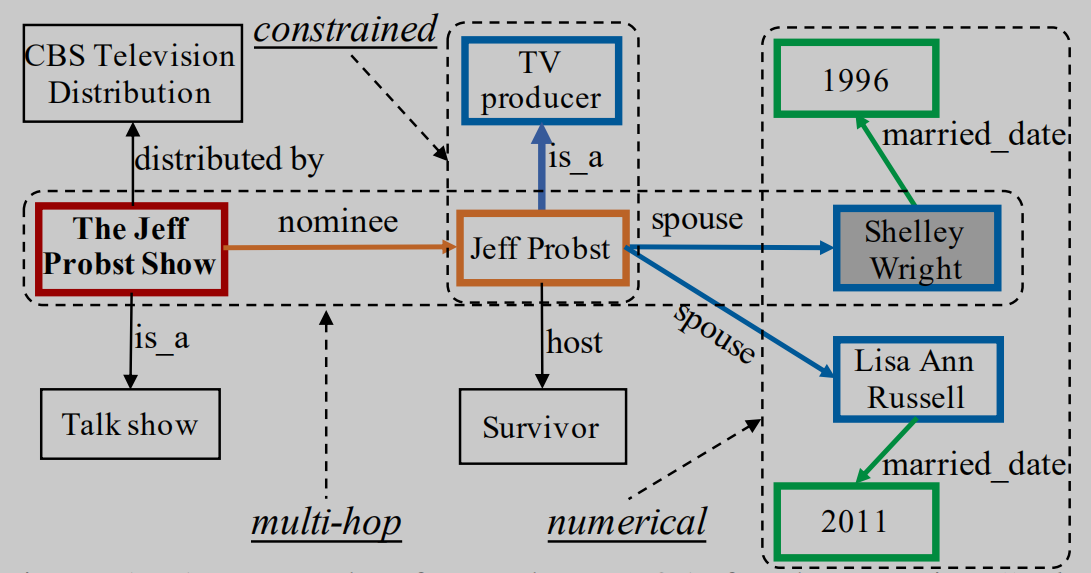 CBS Television
Distribution
constrained
TV
producer
1996
married_date
distributed by
is_a
The Jeff
Probst Show
nominee
Jeff Probst
spouse
Shelley
Wright
spouse
is_a
host
Lisa Ann
Russell
Talk show
Survivor
married_date
multi-hop
numerical
2011